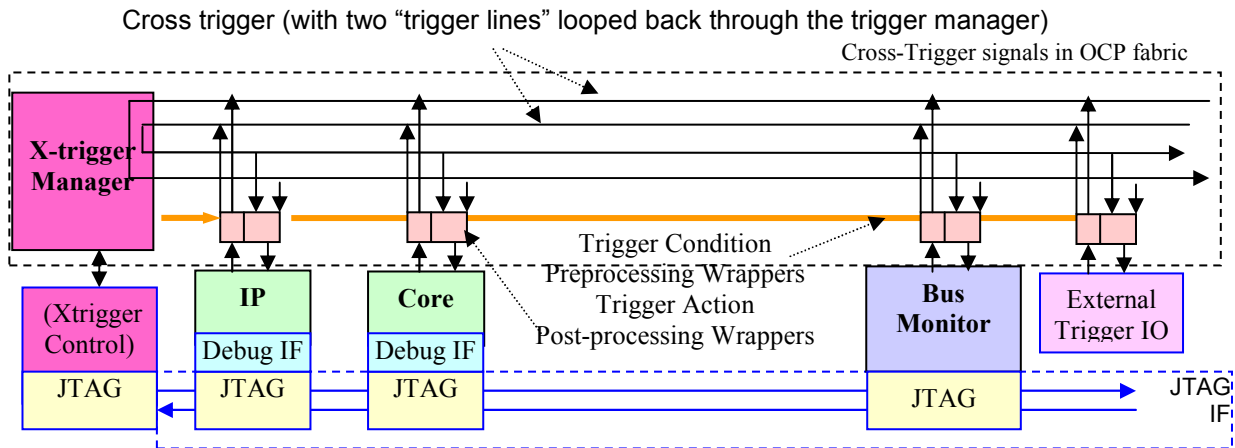 Cross trigger (with two “trigger lines” looped back through the trigger manager)
Cross-Trigger signals in OCP fabric
X-trigger
Manager
Trigger Condition
Preprocessing Wrappers
Trigger Action
Post-processing Wrappers
(Xtrigger
Control)
IP
Core
Bus
Monitor
External
Trigger IO
Debug IF
Debug IF
JTAG
JTAG
JTAG
JTAG
JTAG
IF